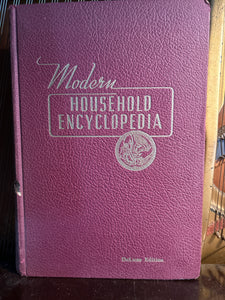 Modern
HOUSEHOLD
ENCYCLOPEDIA
DeLuxe Edition